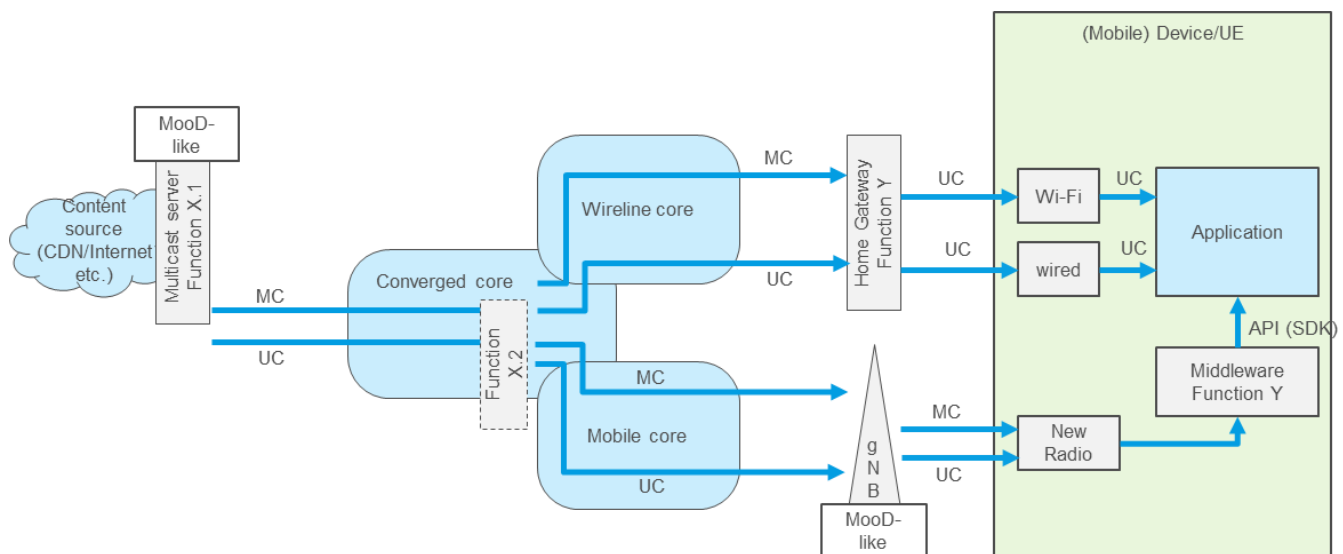 (Mobile) Device/UE
MooD-
like
Multicast server
Function X.1
Content
source
(CDN/Internet
etc.)
MC
UC
Converged core
Function
X.2
Wireline core
MC
UC
Mobile core
MC
UC
Home Gateway
Function Y
UC
UC
Wi-Fi
wired
UC
UC
Application
API (SDK)
Middleware
Function Y
g
N
B
MooD-
like
MC
UC
New
Radio